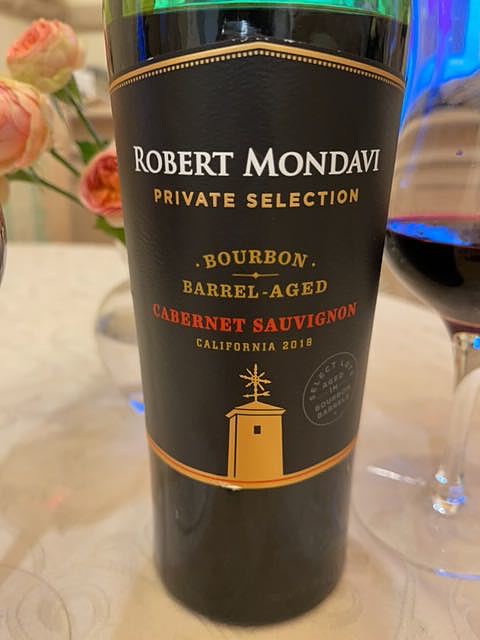 ROBERT MONDAVI
PRIVATE SELECTION
· BOURBON ·
BARREL-AGED
CABERNET SAUVIGNON
CALIFORNIA 2018
SELECT LOTS
AGED
IN
BOURBON
BARRELS